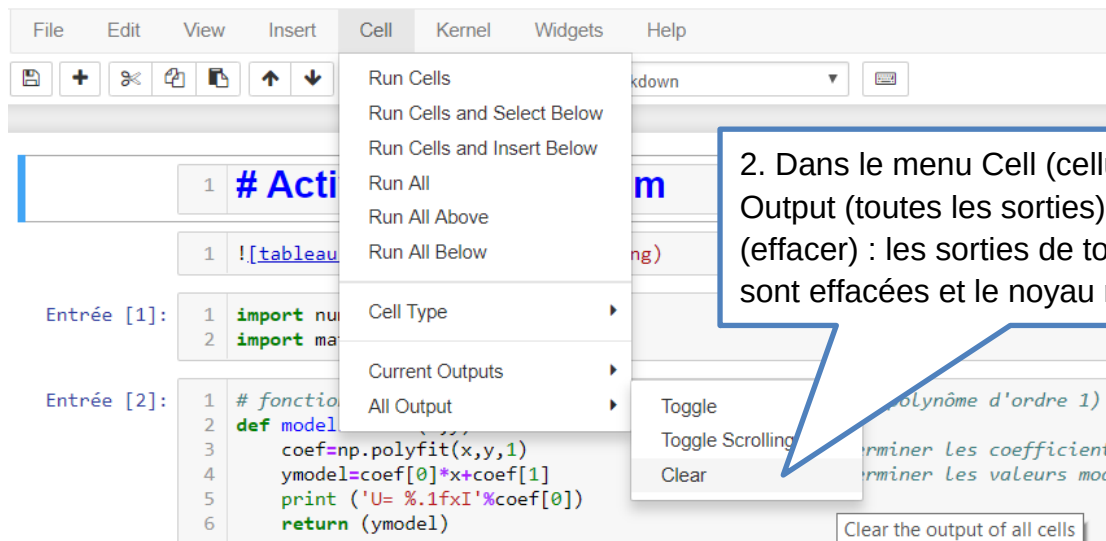 File Edit View Insert Cell Kernel Widgets Help
Run Cells
Run Cells and Select Below
Run Cells and Insert Below
Run All
Run All Above
Run All Below
Cell Type
Current Outputs
All Output
Toggle
Toggle Scrolling
Clear
Clear the output of all cells
kdown
2. Dans le menu Cell (cellu
Output (toutes les sorties)
(effacer) : les sorties de to
sont effacées et le noyau
1 # Acti m
1 ![tableau ng)
Entrée [1]: 1 import nu
2 import ma
Entrée [2]: 1 # fonctio polynôme d'ordre 1)
2 def model
3 coef=np.polyfit(x,y,1) erminer les coefficient
4 ymodel=coef[0]*x+coef[1] erminer les valeurs mod
5 print ('U= %.1fxI'%coef[0])
6 return (ymodel)